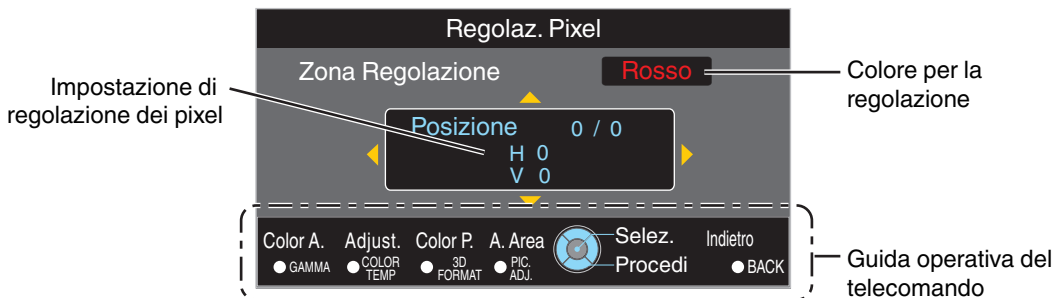 Regolaz. Pixel
Zona Regolazione Rosso
Impostazione di
regolazione dei pixel
Colore per la
regolazione
Posizione 0 / 0
H 0
V 0
Color A. Adjust. Color P. A. Area Selez. Indietro
GAMMA COLOR TEMP 3D FORMAT PIC. ADJ. Procedi BACK
Guida operativa del
telecomando